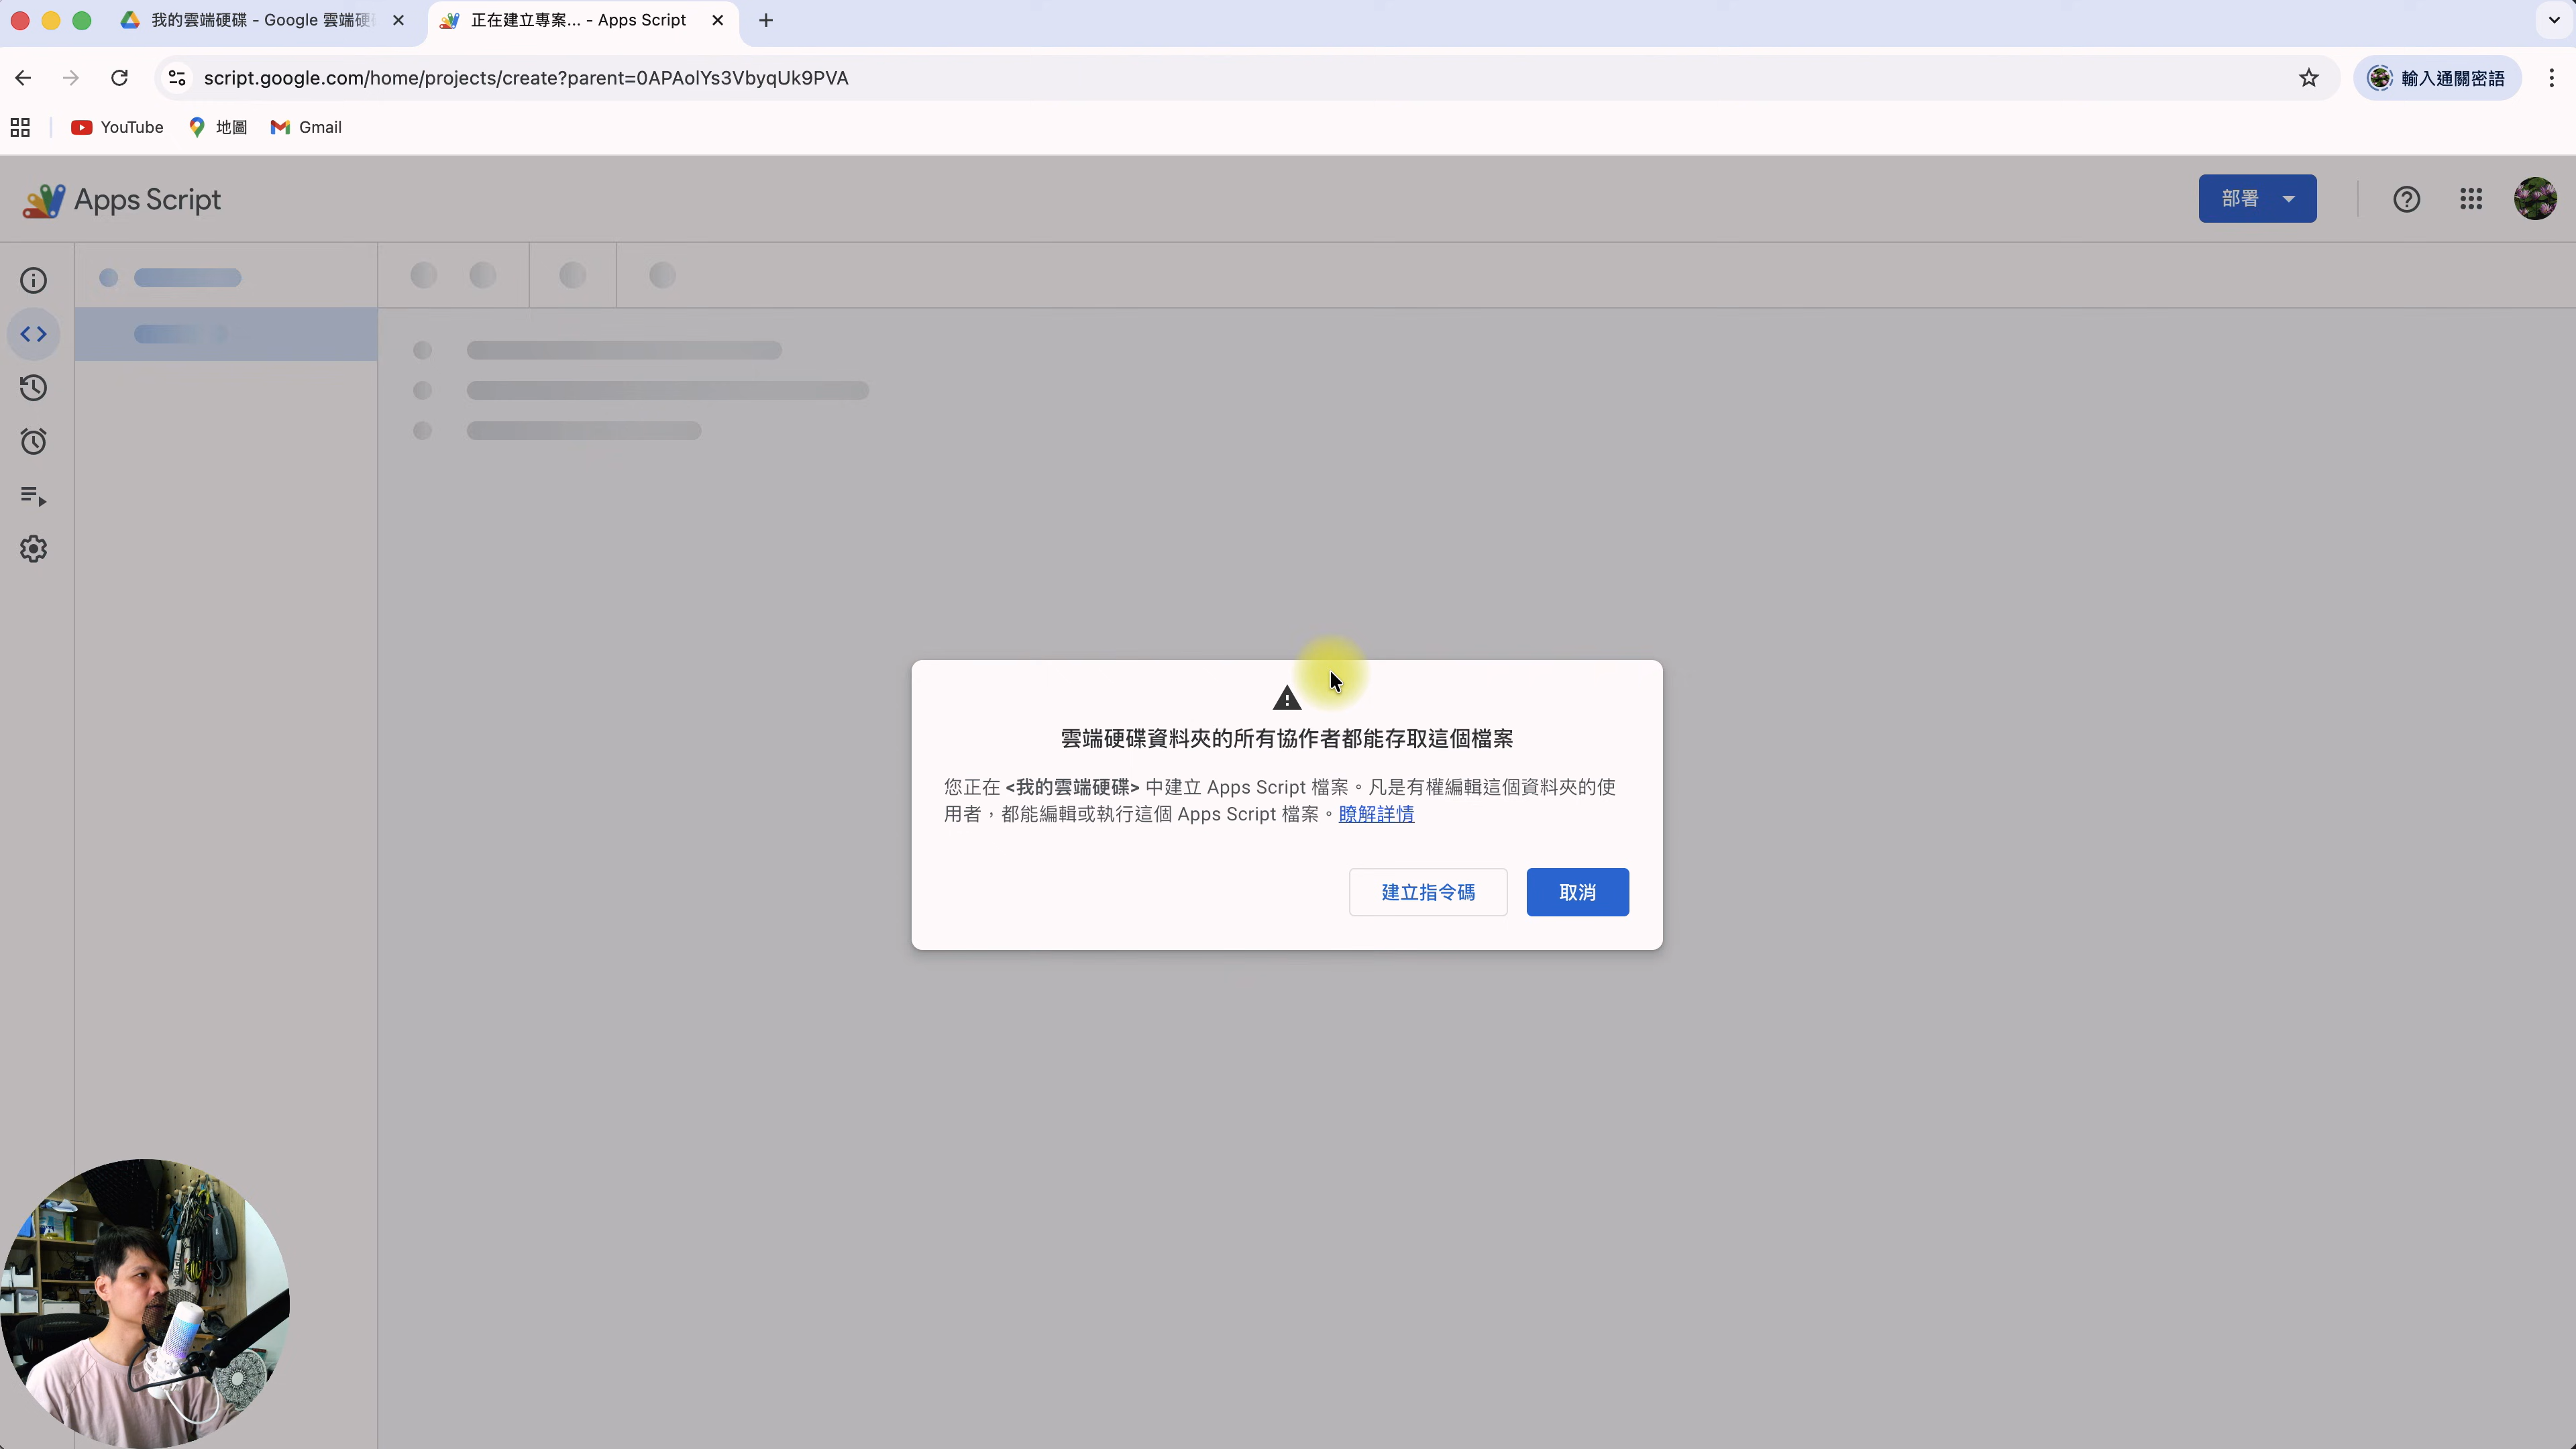 我的雲端硬碟 - Google 雲端硬
正在建立專案... - Apps Script
script.google.com/home/projects/create?parent=0APAolYs3VbyqUk9PVA
輸入通關密語
YouTube
地圖
Gmail
Apps Script
部署
雲端硬碟資料夾的所有協作者都能存取這個檔案
您正在 <我的雲端硬碟> 中建立 Apps Script 檔案。凡是有權編輯這個資料夾的使
用者，都能編輯或執行這個 Apps Script 檔案。瞭解詳情
建立指令碼
取消